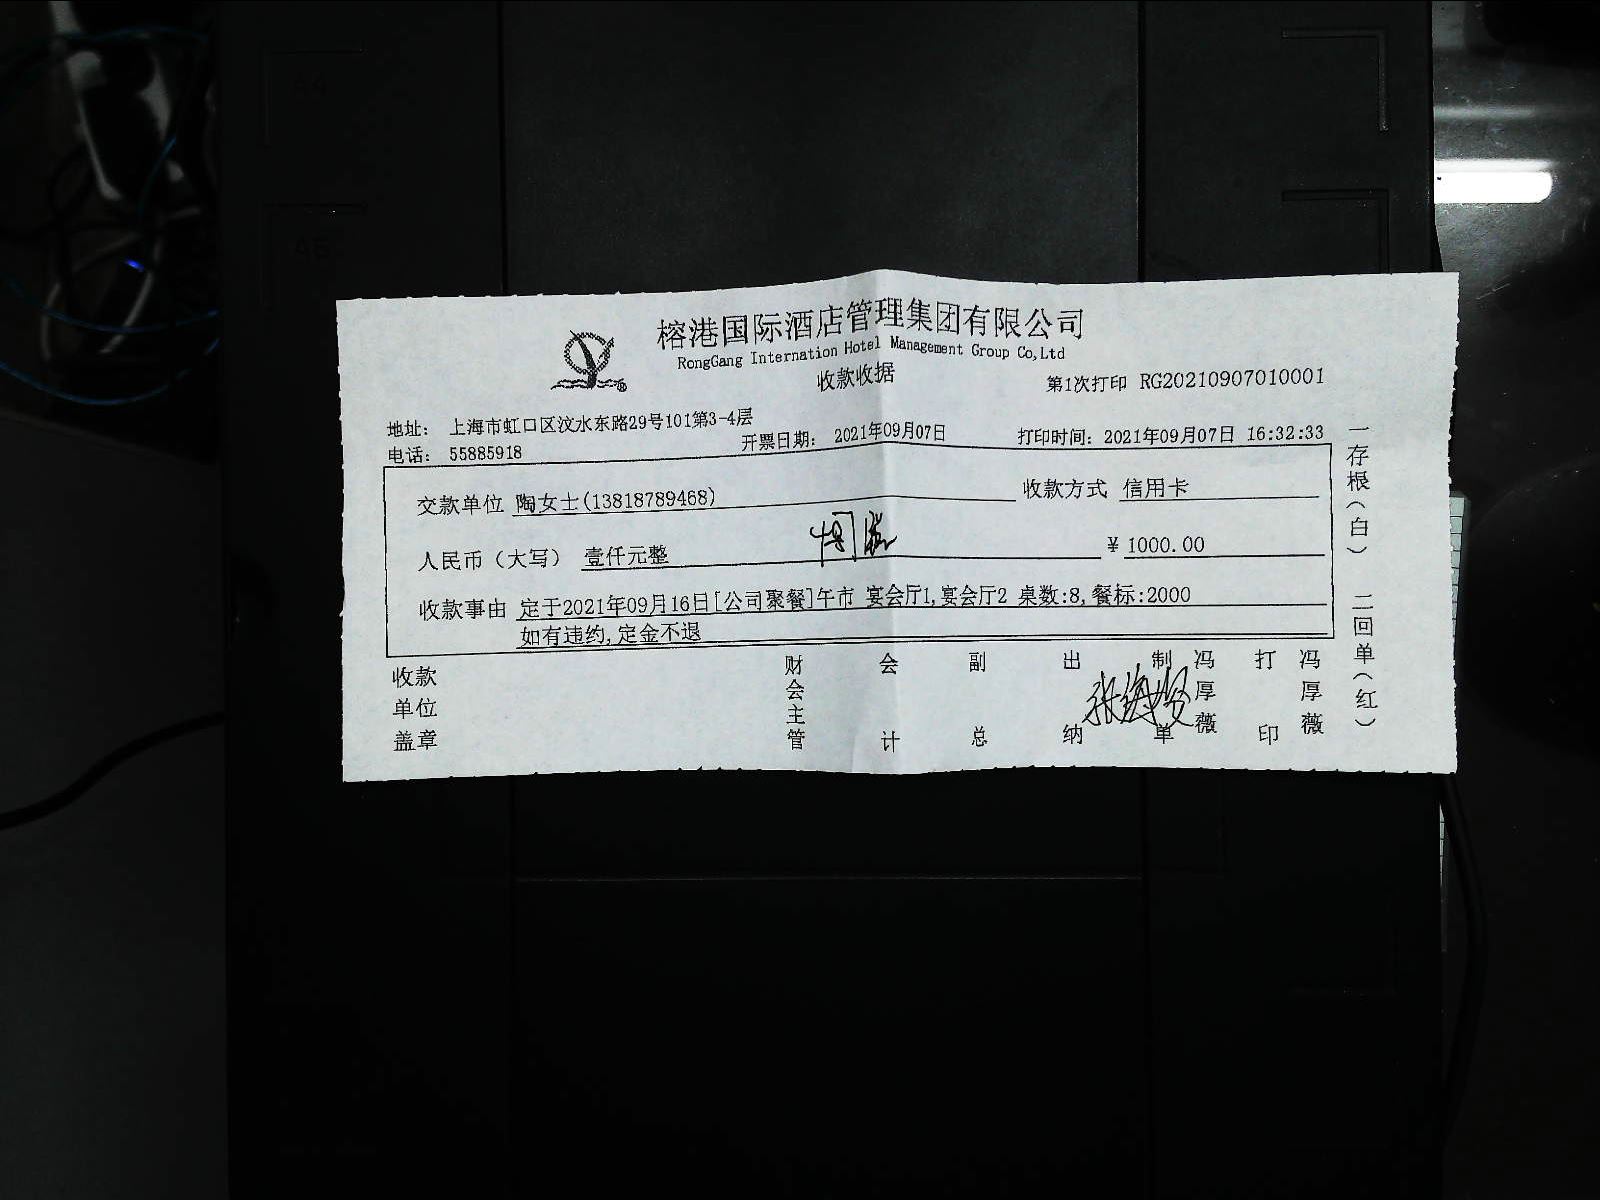 榕港国际酒店管理集团有限公司
RongGang Internation Hotel Management Group Co,Ltd
收款收据
第1次打印 RG20210907010001
地址： 上海市虹口区汶水东路29号101第3-4层
电话： 55885918
开票日期： 2021年09月07日
打印时间：2021年09月07日 16:32:33
交款单位 陶女士(13818789468)
收款方式 信用卡
人民币（大写） 壹仟元整
¥ 1000.00
收款事由 定于2021年09月16日[公司聚餐]午市 宴会厅1,宴会厅2 桌数:8,餐标:2000
如有违约,定金不退
收款单位盖章
财会主管
会计
副总
出纳
制单
冯厚薇
打印
冯厚薇
一存根（白） 二回单（红）